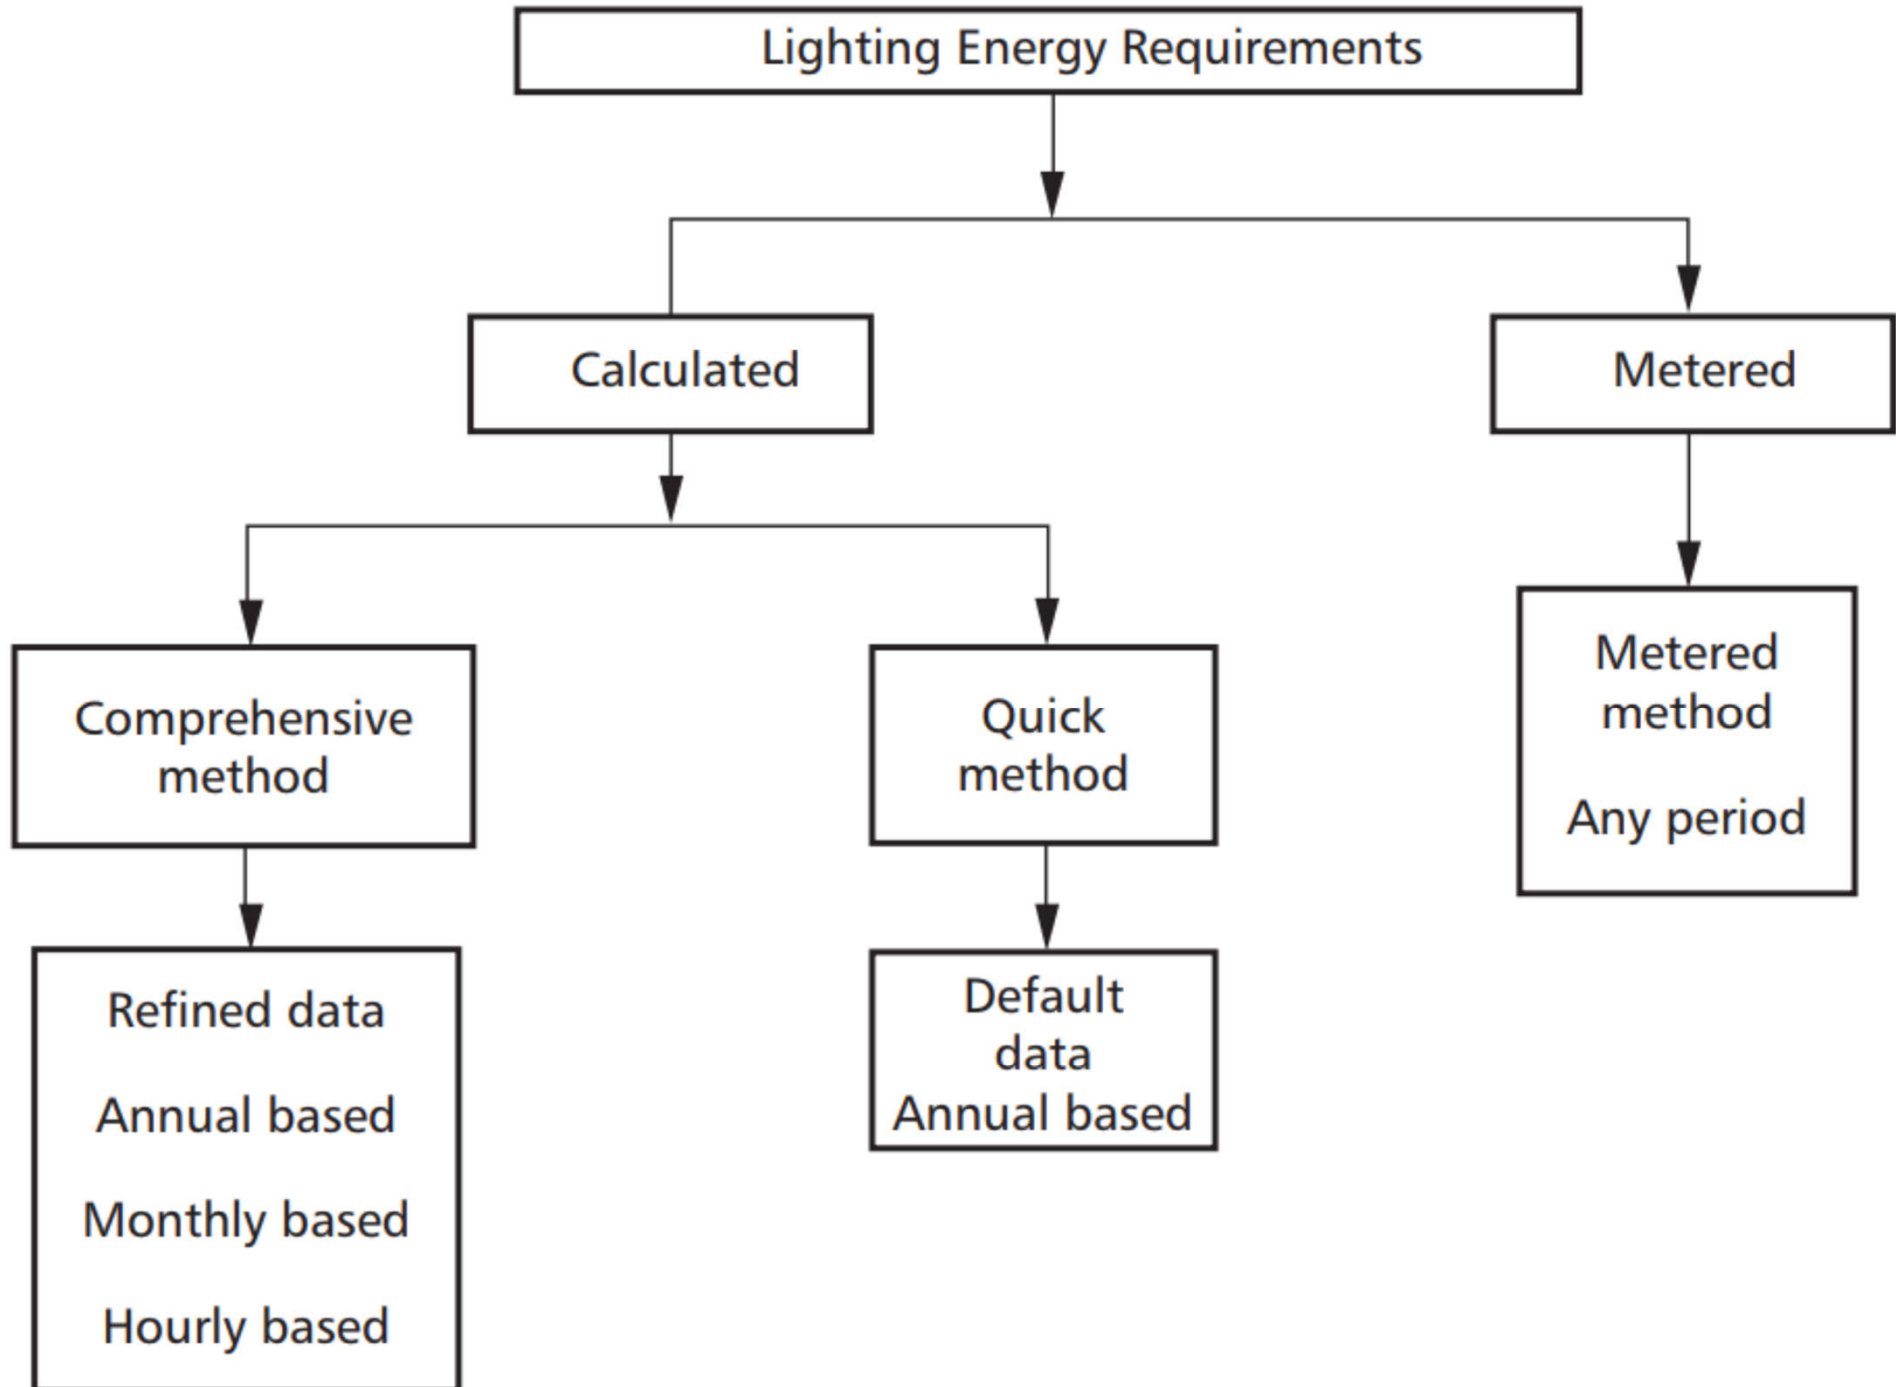 Lighting Energy Requirements
Calculated
Metered
Comprehensive
method
Quick
method
Metered
method
Any period
Refined data
Annual based
Monthly based
Hourly based
Default
data
Annual based